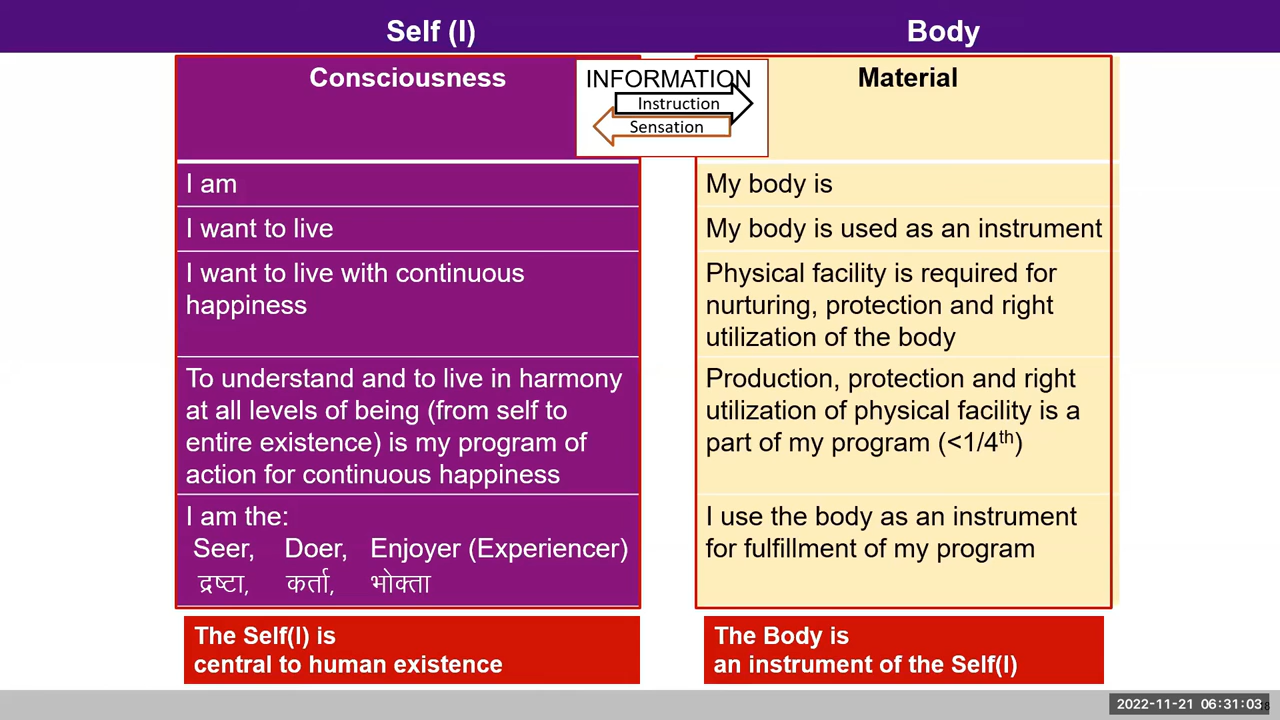 Self (I)
Body
Consciousness
INFORMATION
Instruction
Sensation
Material
I am
My body is
I want to live
My body is used as an instrument
I want to live with continuous
happiness
Physical facility is required for
nurturing, protection and right
utilization of the body
To understand and to live in harmony
at all levels of being (from self to
entire existence) is my program of
action for continuous happiness
Production, protection and right
utilization of physical facility is a
part of my program (<1/4th)
I am the:
Seer, Doer, Enjoyer (Experiencer)
द्रष्टा, कर्ता, भोक्ता
I use the body as an instrument
for fulfillment of my program
The Self(I) is
central to human existence
The Body is
an instrument of the Self(I)
2022-11-21 06:31:03